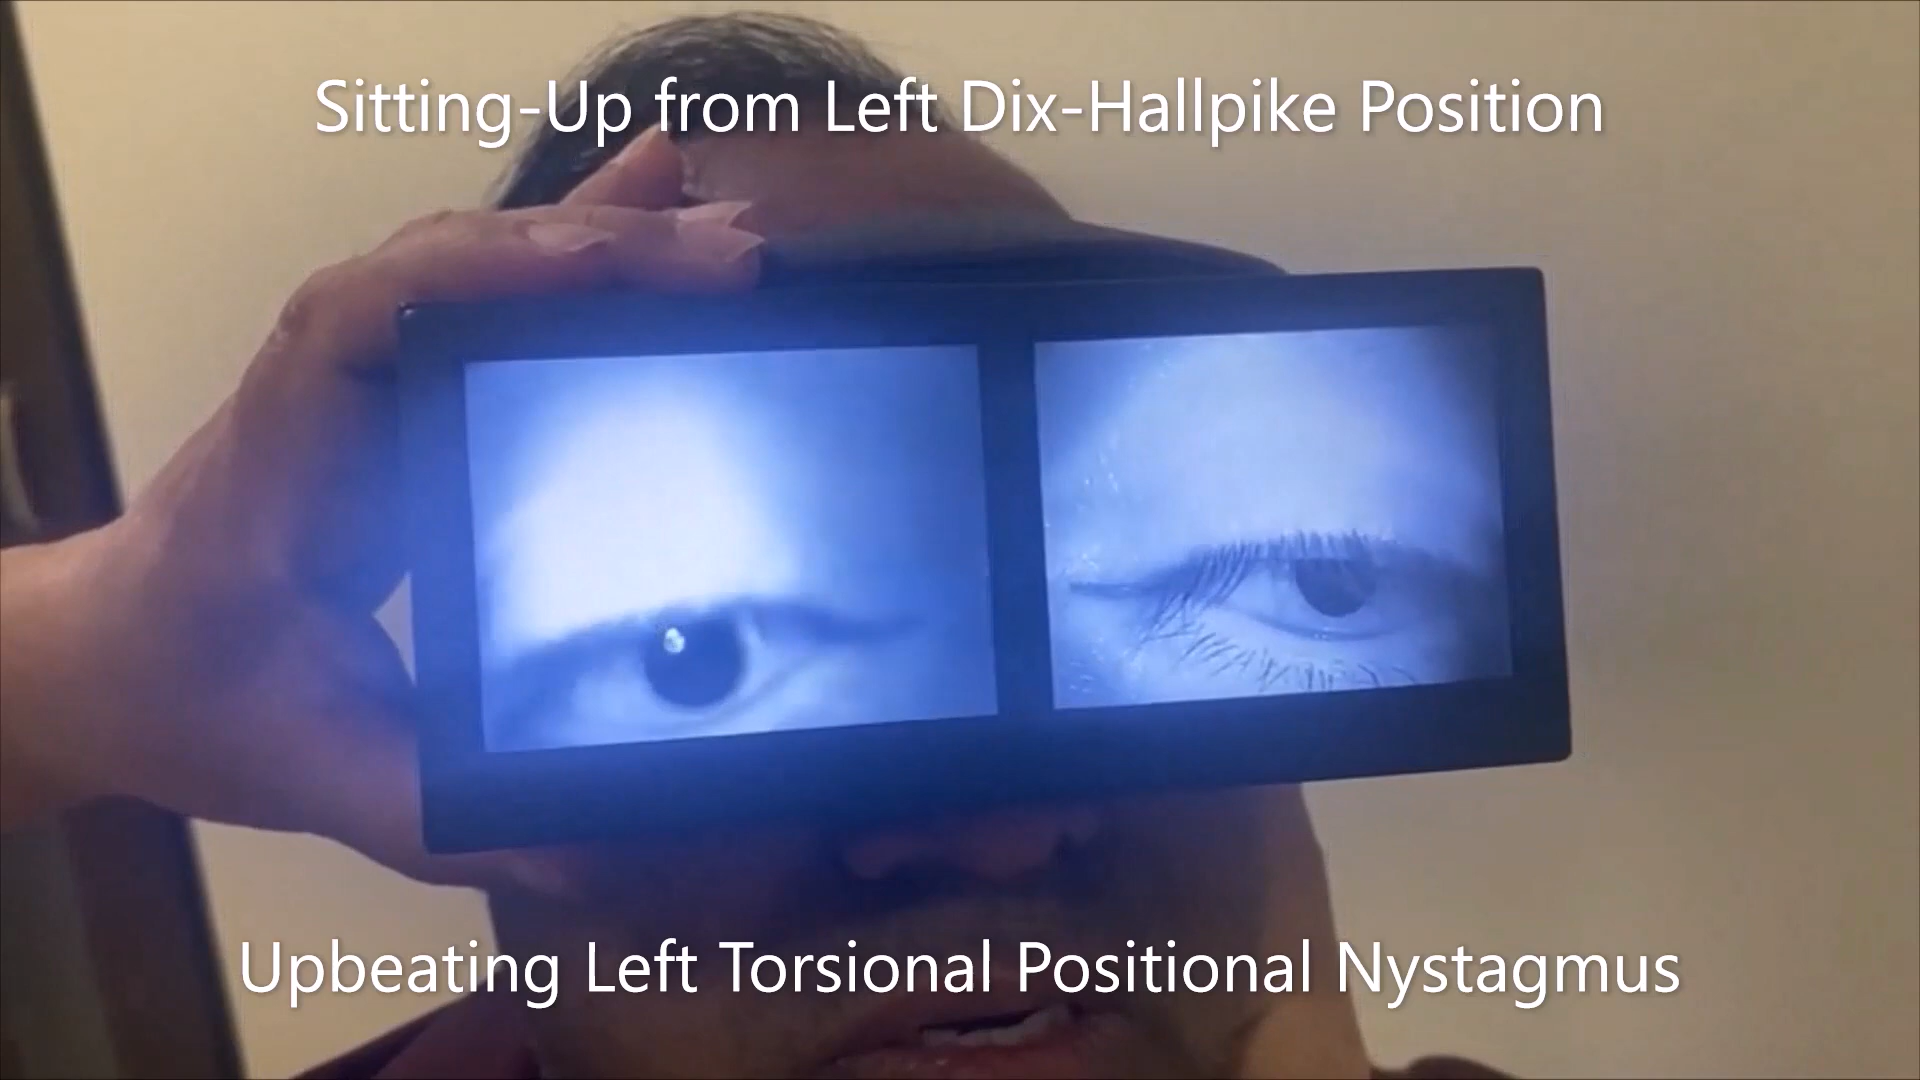 Sitting-Up from Left Dix-Hallpike Position
Upbeating Left Torsional Positional Nystagmus